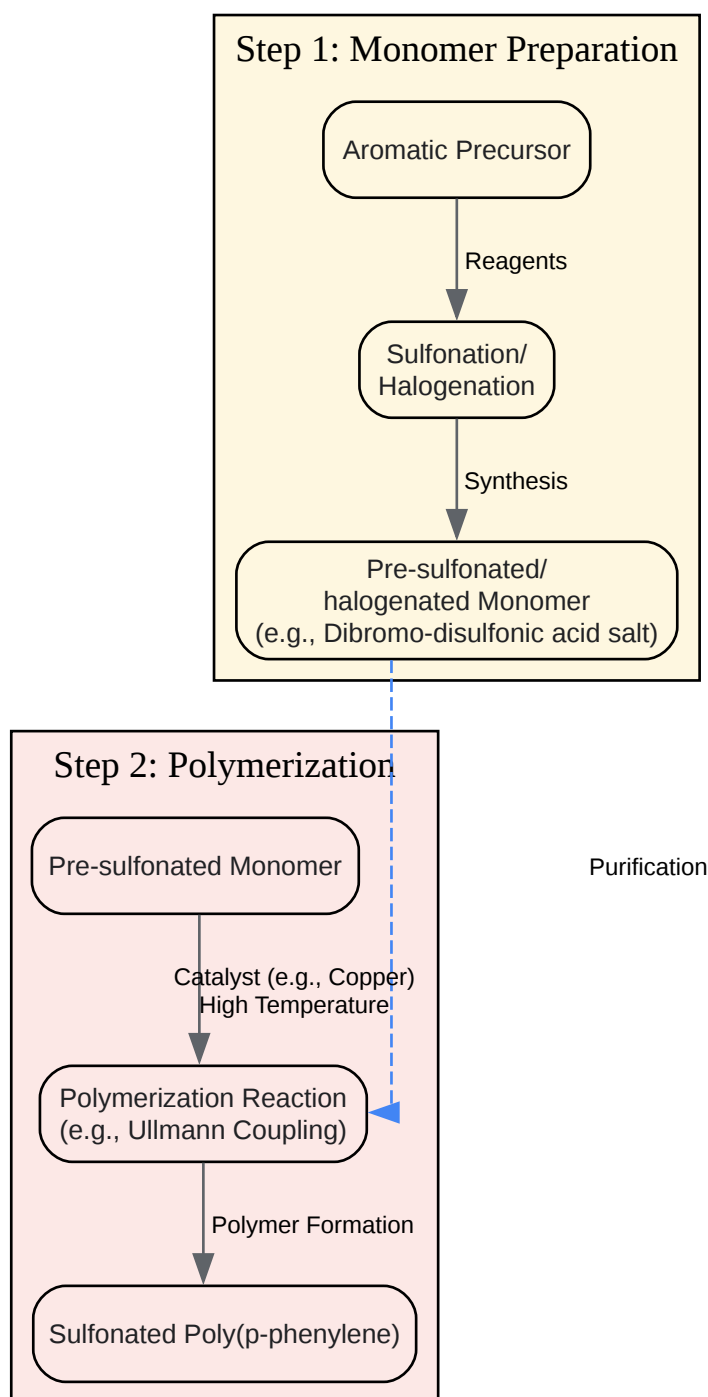 Step 1: Monomer Preparation
Aromatic Precursor
Reagents
Sulfonation/
Halogenation
Synthesis
Pre-sulfonated/
halogenated Monomer
(e.g., Dibromo-disulfonic acid salt)
Step 2: Polymerization
Pre-sulfonated Monomer
Purification
Catalyst (e.g., Copper)
High Temperature
Polymerization Reaction
(e.g., Ullmann Coupling)
Polymer Formation
Sulfonated Poly(p-phenylene)